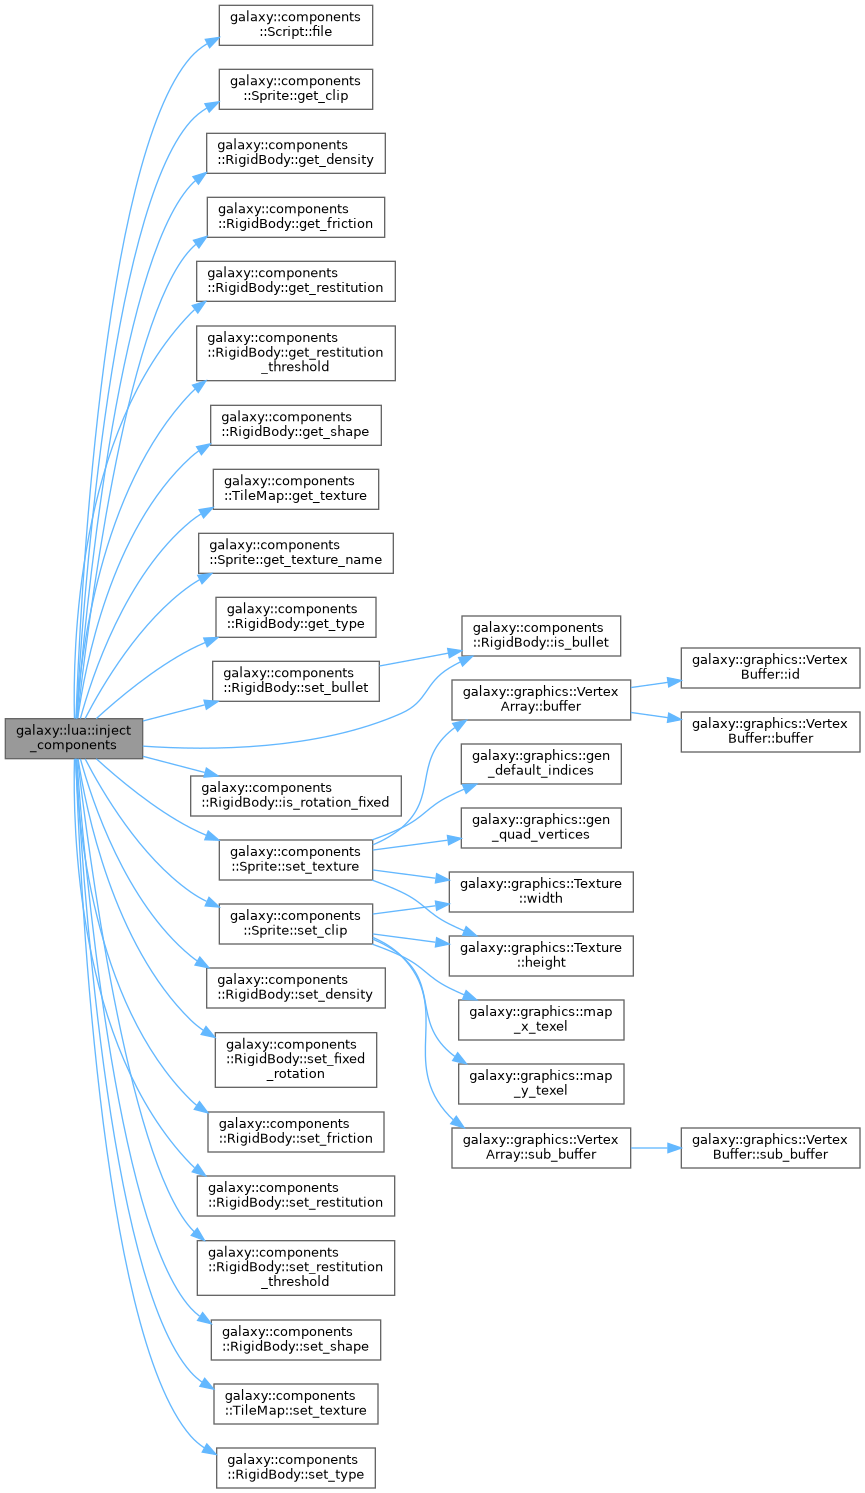 galaxy::components
::Script::file
galaxy::components
::Sprite::get_clip
galaxy::components
::RigidBody::get_density
galaxy::components
::RigidBody::get_friction
galaxy::components
::RigidBody::get_restitution
galaxy::components
::RigidBody::get_restitution
_threshold
galaxy::components
::RigidBody::get_shape
galaxy::components
::TileMap::get_texture
galaxy::components
::Sprite::get_texture_name
galaxy::components
::RigidBody::get_type
galaxy::components
::RigidBody::set_bullet
galaxy::lua::inject
_components
galaxy::components
::RigidBody::is_rotation_fixed
galaxy::components
::Sprite::set_texture
galaxy::components
::Sprite::set_clip
galaxy::components
::RigidBody::set_density
galaxy::components
::RigidBody::set_fixed
_rotation
galaxy::components
::RigidBody::set_friction
galaxy::components
::RigidBody::set_restitution
galaxy::components
::RigidBody::set_restitution
_threshold
galaxy::components
::RigidBody::set_shape
galaxy::components
::TileMap::set_texture
galaxy::components
::RigidBody::set_type
galaxy::components
::RigidBody::is_bullet
galaxy::graphics::Vertex
Array::buffer
galaxy::graphics::gen
_default_indices
galaxy::graphics::gen
_quad_vertices
galaxy::graphics::Texture
::width
galaxy::graphics::Texture
::height
galaxy::graphics::map
_x_texel
galaxy::graphics::map
_y_texel
galaxy::graphics::Vertex
Array::sub_buffer
galaxy::graphics::Vertex
Buffer::id
galaxy::graphics::Vertex
Buffer::buffer
galaxy::graphics::Vertex
Buffer::sub_buffer